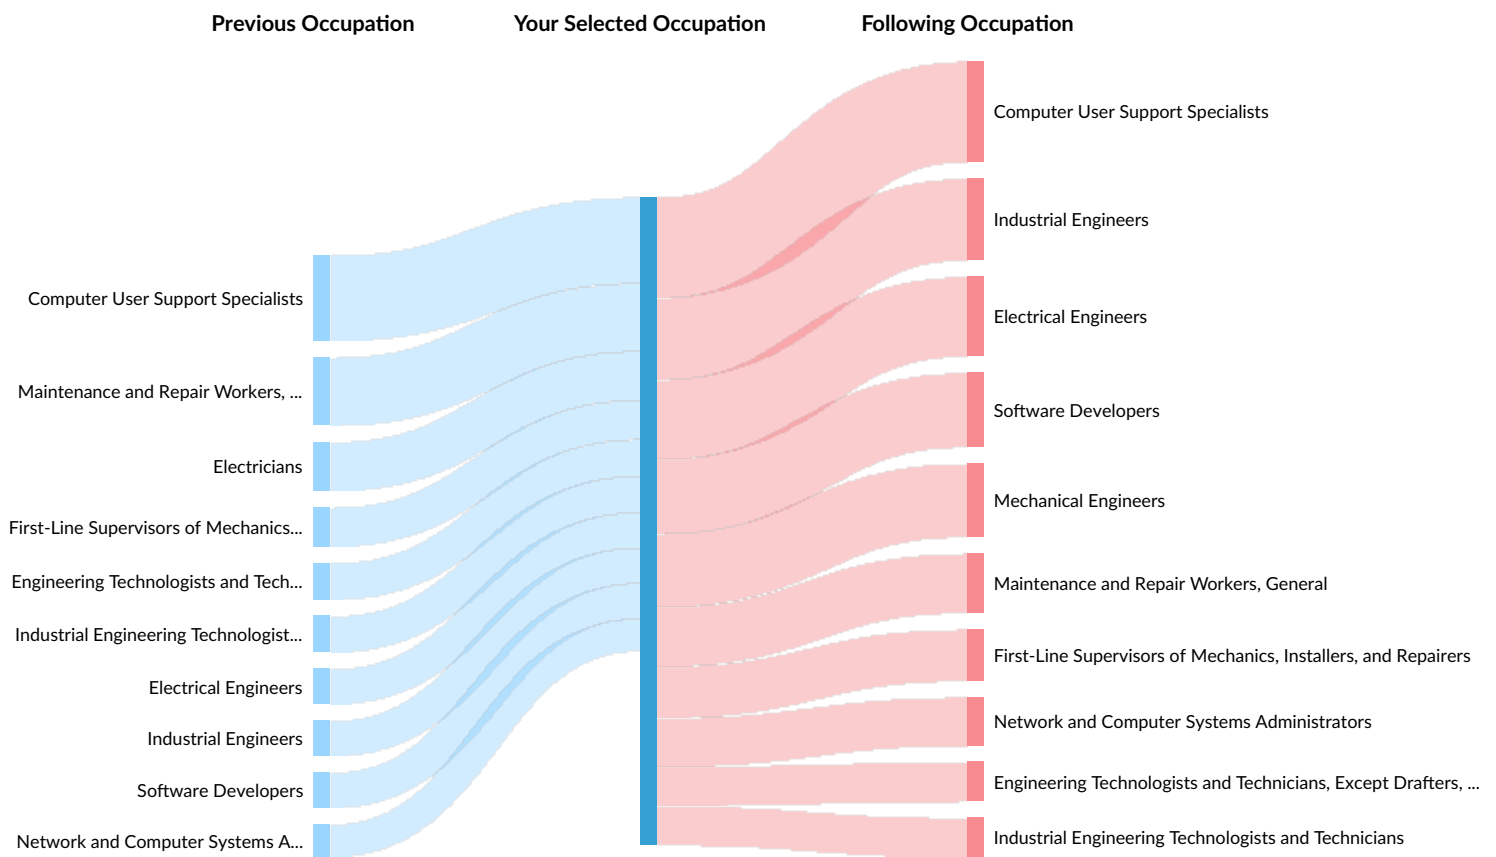 Previous Occupation
Your Selected Occupation
Following Occupation
Computer User Support Specialists
Maintenance and Repair Workers, ...
Electricians
First-Line Supervisors of Mechanics...
Engineering Technologists and Tech...
Industrial Engineering Technologist...
Electrical Engineers
Industrial Engineers
Software Developers
Network and Computer Systems A...
Computer User Support Specialists
Industrial Engineers
Electrical Engineers
Software Developers
Mechanical Engineers
Maintenance and Repair Workers, General
First-Line Supervisors of Mechanics, Installers, and Repairers
Network and Computer Systems Administrators
Engineering Technologists and Technicians, Except Drafters, ...
Industrial Engineering Technologists and Technicians